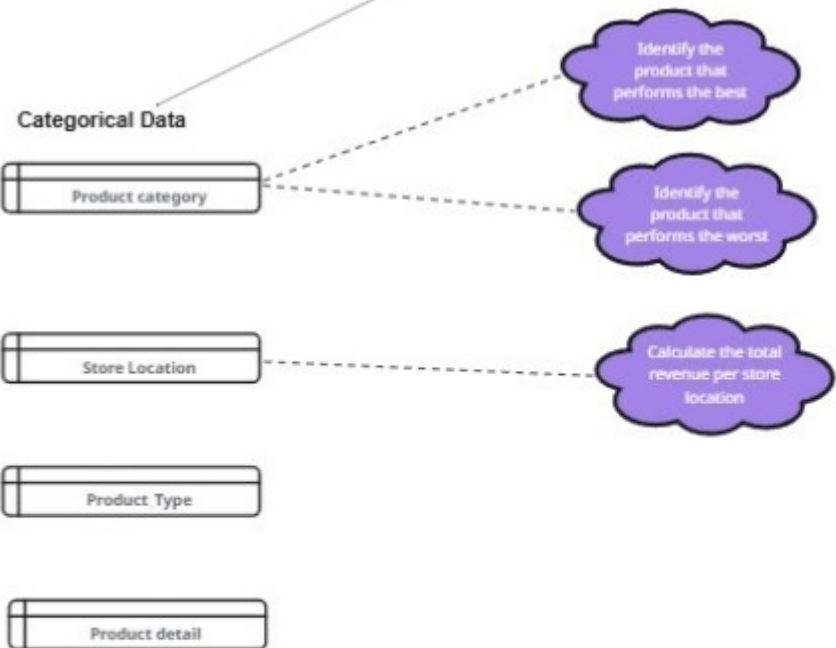 Identify the
product that
performs the best
Categorical Data
Product category
Identify the
product that
performs the worst
Store Location
Calculate the total
revenue per store
location
Product Type
Product detail